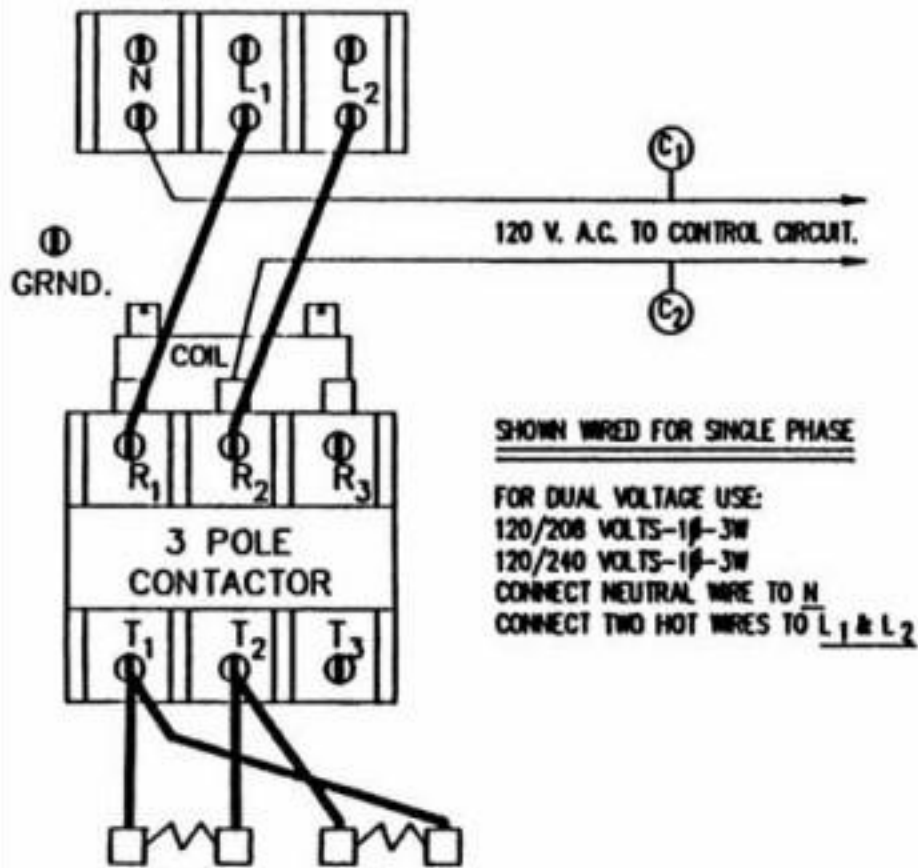 N L1 L2
C1
120 V. A.C. TO CONTROL CIRCUIT.
GRND.
C2
COIL
SHOWN WIRED FOR SINGLE PHASE
R1 R2 R3
FOR DUAL VOLTAGE USE:
120/208 VOLTS-1ϕ-3W
120/240 VOLTS-1ϕ-3W
CONNECT NEUTRAL WIRE TO N
CONNECT TWO HOT WIRES TO L1 & L2
3 POLE
CONTACTOR
T1 T2 T3